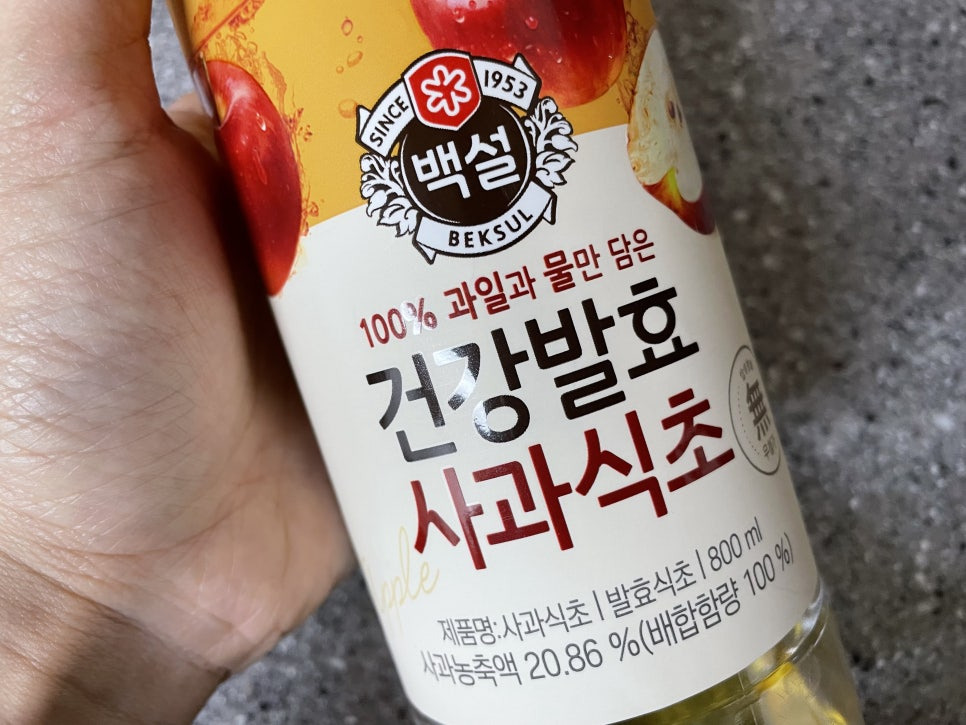 SINCE 1953
백설
BEKSUL
100% 과일과 물만 담은
건강발효
사과식초
無
제품명:사과식초 | 발효식초 | 800 ml
사과농축액 20.86 %(배합함량 100 %)